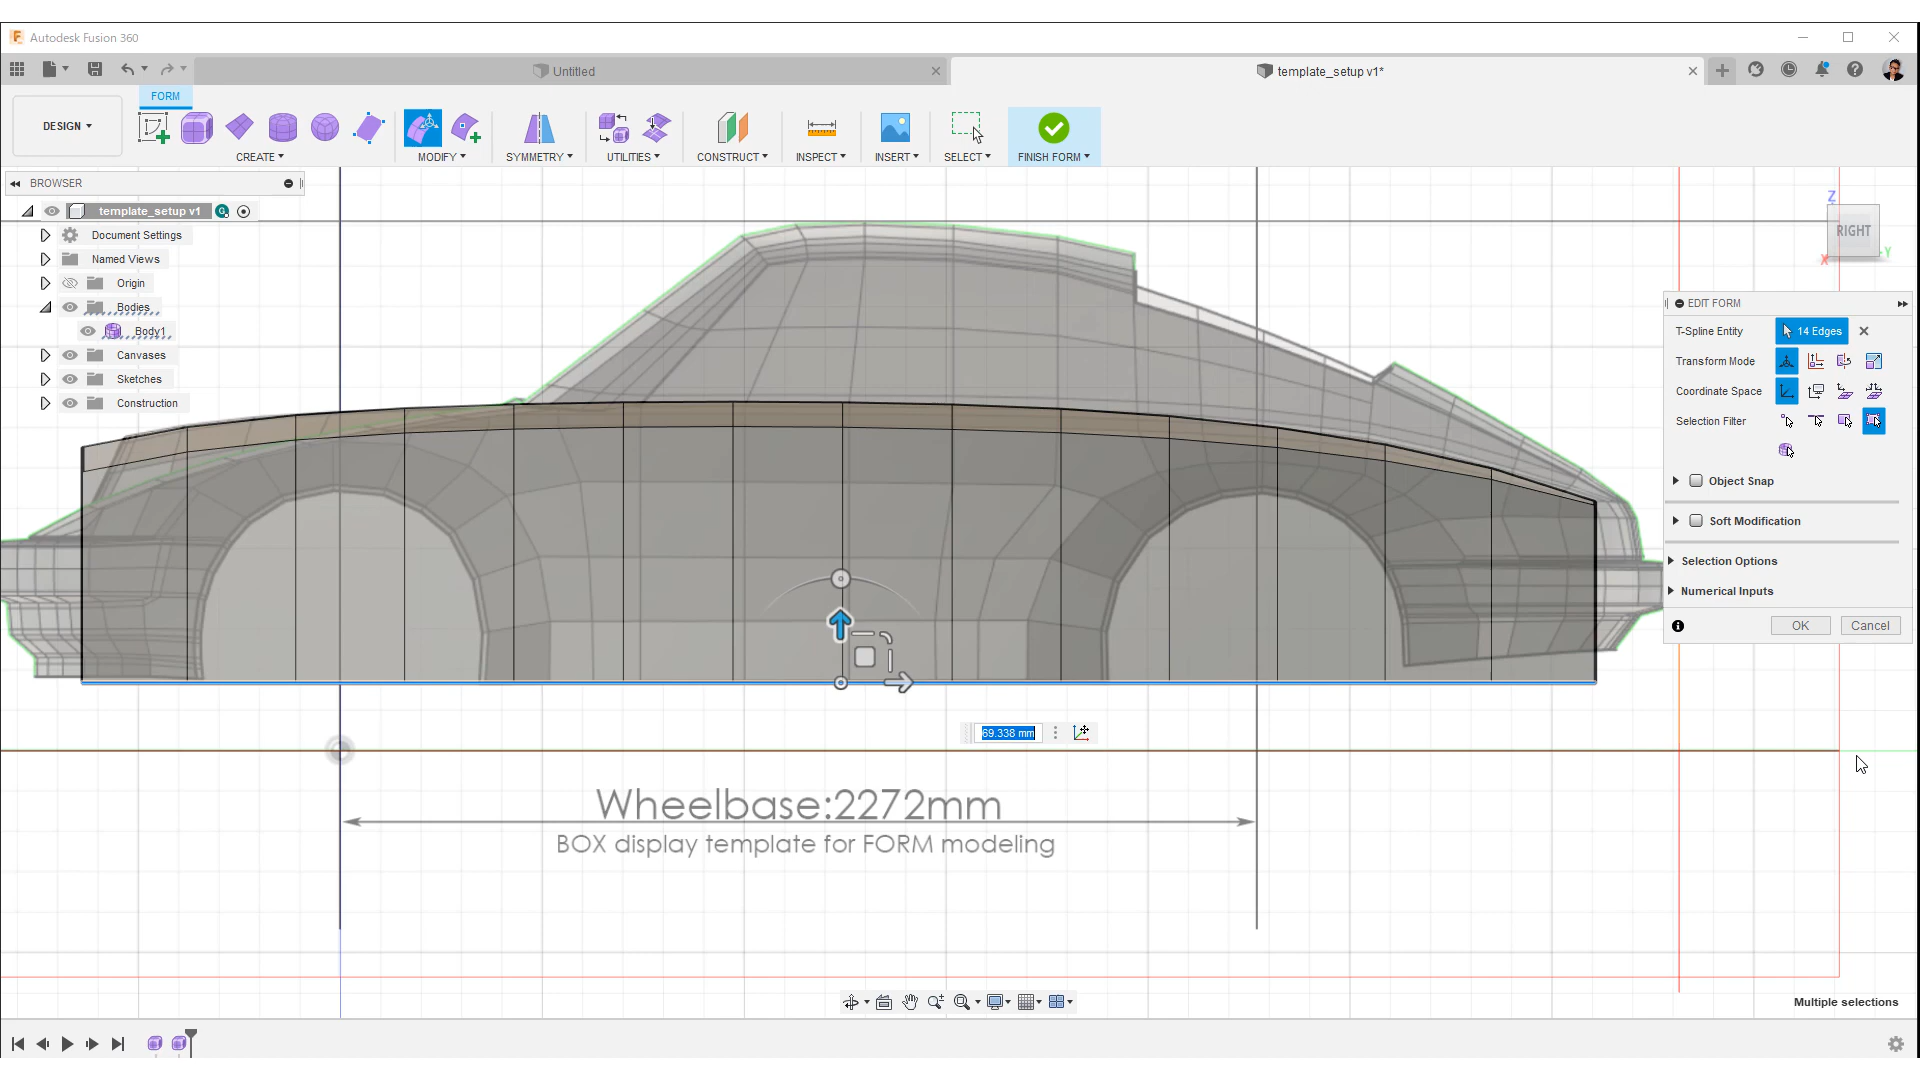 Autodesk Fusion 360
Untitled
template_setup v1*
FORM
DESIGN
CREATE
MODIFY
SYMMETRY
UTILITIES
CONSTRUCT
INSPECT
INSERT
SELECT
FINISH FORM
BROWSER
template_setup v1
Document Settings
Named Views
Origin
Bodies
Body1
Canvases
Sketches
Construction
Z
RIGHT
Y
X
EDIT FORM
T-Spline Entity
14 Edges
Transform Mode
Coordinate Space
Selection Filter
Object Snap
Soft Modification
Selection Options
Numerical Inputs
OK
Cancel
69.338 mm
Wheelbase:2272mm
BOX display template for FORM modeling
Multiple selections